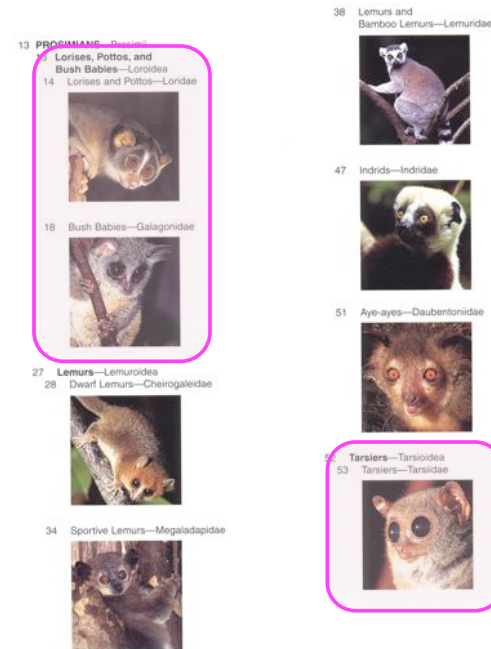 13 PROSIMIANS—Prosimii
Lorises, Pottos, and
Bush Babies—Loroidea
14 Lorises and Pottos—Loridae
18 Bush Babies—Galagonidae
27 Lemurs—Lemuroidea
28 Dwarf Lemurs—Cheirogaleidae
34 Sportive Lemurs—Megaladapidae
38 Lemurs and
Bamboo Lemurs—Lemuridae
47 Indrids—Indridae
51 Aye-ayes—Daubentoniidae
Tarsiers—Tarsioidea
53 Tarsiers—Tarsiidae